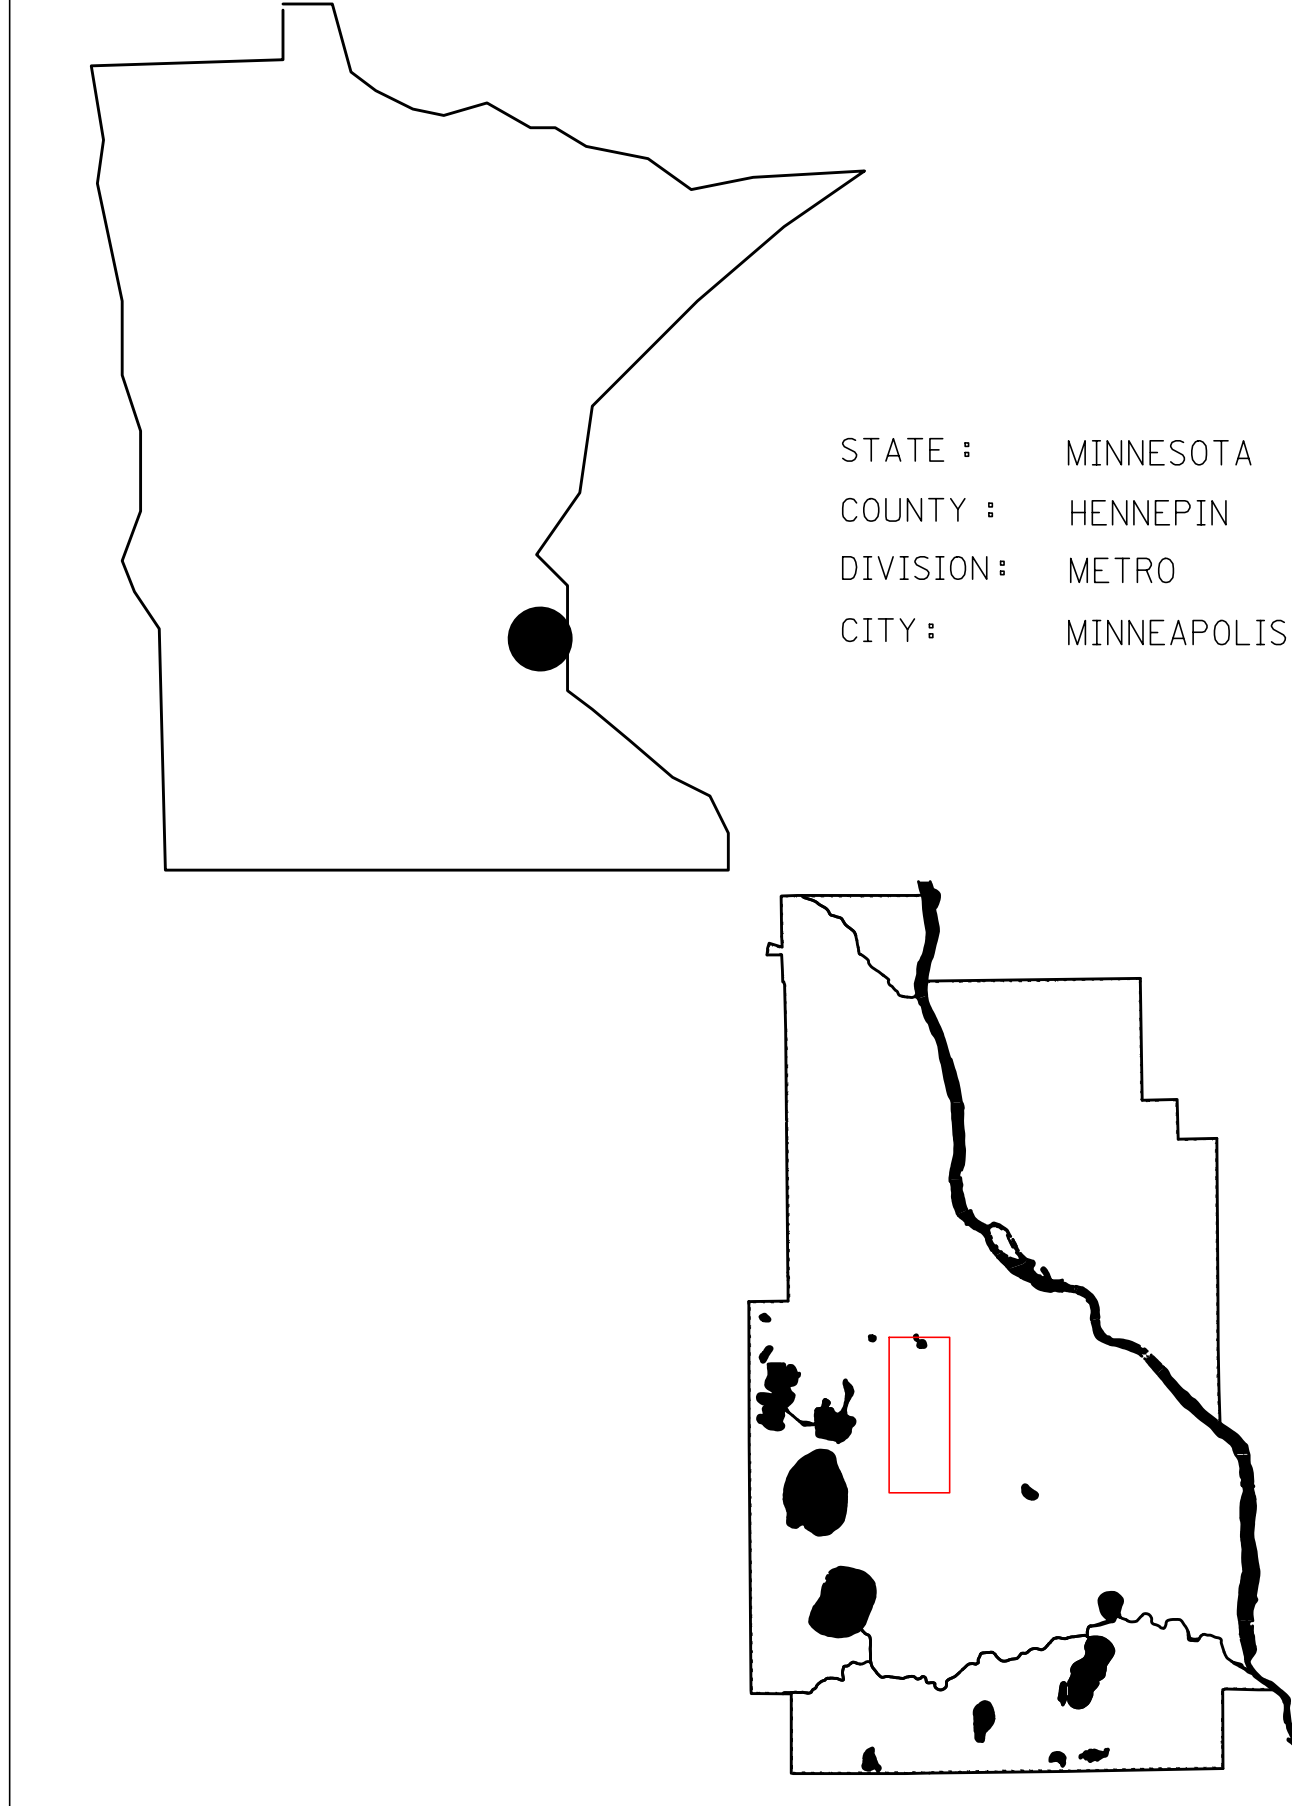 STATE : MINNESOTA
COUNTY : HENNEPIN
DIVISION : METRO
CITY : MINNEAPOLIS